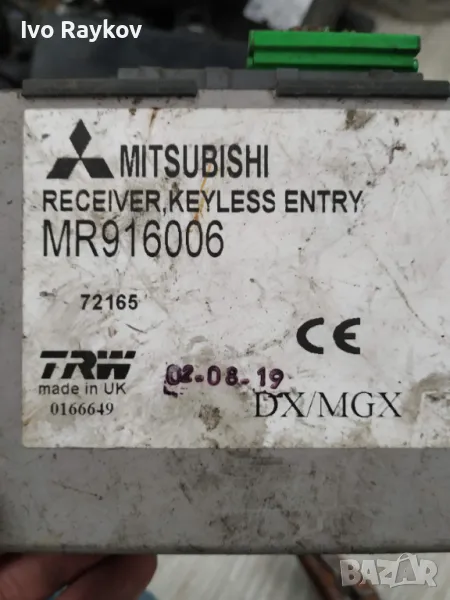 Ivo Raykov
MITSUBISHI
RECEIVER,KEYLESS ENTRY
MR916006
72165
CE
TRW
made in UK
0166649
02-08-19
DX/MGX
BAZAR